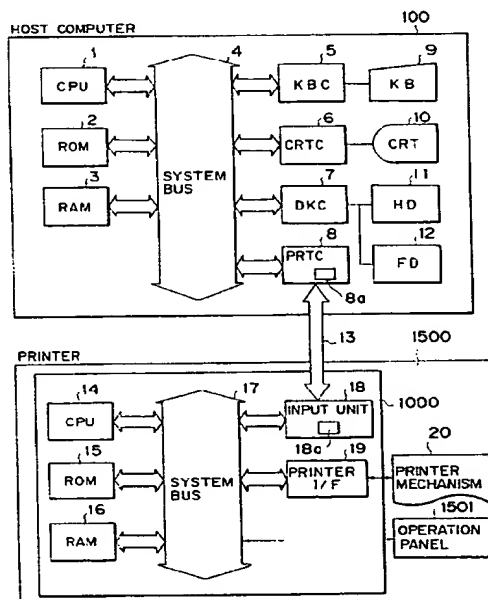 HOST COMPUTER
100
1
CPU
4
5
KBC
9
KB
2
ROM
6
CRTC
10
CRT
3
RAM
SYSTEM
BUS
7
DKC
11
HD
8
PRTC
8a
12
FD
13
PRINTER
1500
14
CPU
17
18
INPUT UNIT
18a
1000
15
ROM
SYSTEM
BUS
19
PRINTER
I/F
20
PRINTER
MECHANISM
16
RAM
1501
OPERATION
PANEL